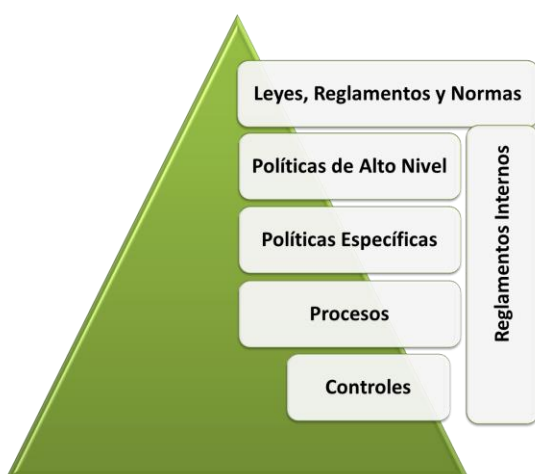 Leyes, Reglamentos y Normas
Políticas de Alto Nivel
Políticas Específicas
Procesos
Controles
Reglamentos Internos